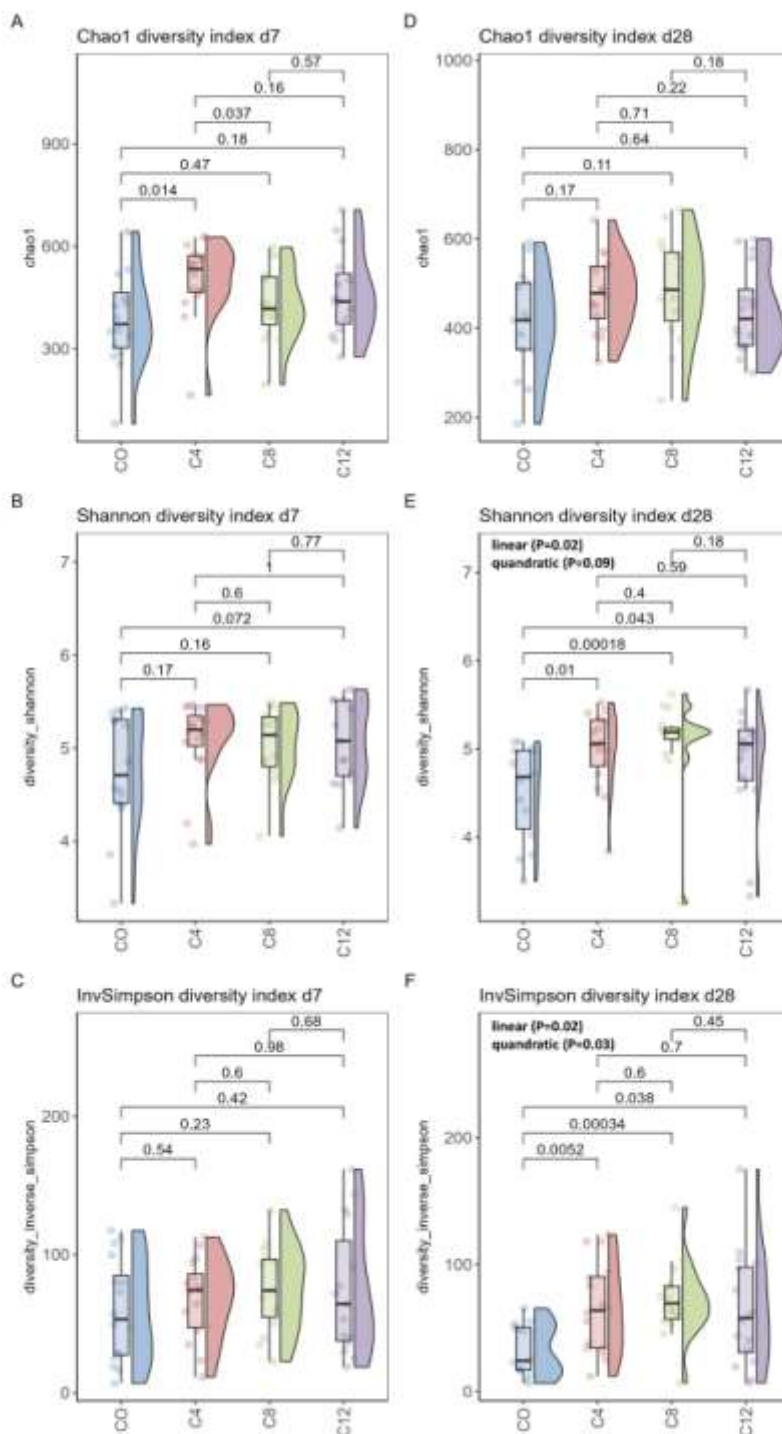 A
Chao1 diversity index d7
0.57
0.16
0.037
0.18
0.47
0.014
900
600
300
chao1
CO
C4
C8
C12
D
Chao1 diversity index d28
0.18
0.22
0.71
0.64
0.11
0.17
1000
800
600
400
200
chao1
CO
C4
C8
C12
B
Shannon diversity index d7
0.77
1
0.6
0.072
0.16
0.17
7
6
5
4
diversity_shannon
CO
C4
C8
C12
E
Shannon diversity index d28
linear (P=0.02)
quandratic (P=0.09)
0.18
0.59
0.4
0.043
0.00018
0.01
7
6
5
4
diversity_shannon
CO
C4
C8
C12
C
InvSimpson diversity index d7
0.68
0.98
0.6
0.42
0.23
0.54
200
100
0
diversity_inverse_simpson
CO
C4
C8
C12
F
InvSimpson diversity index d28
linear (P=0.02)
quandratic (P=0.03)
0.45
0.7
0.6
0.038
0.00034
0.0052
200
100
0
diversity_inverse_simpson
CO
C4
C8
C12